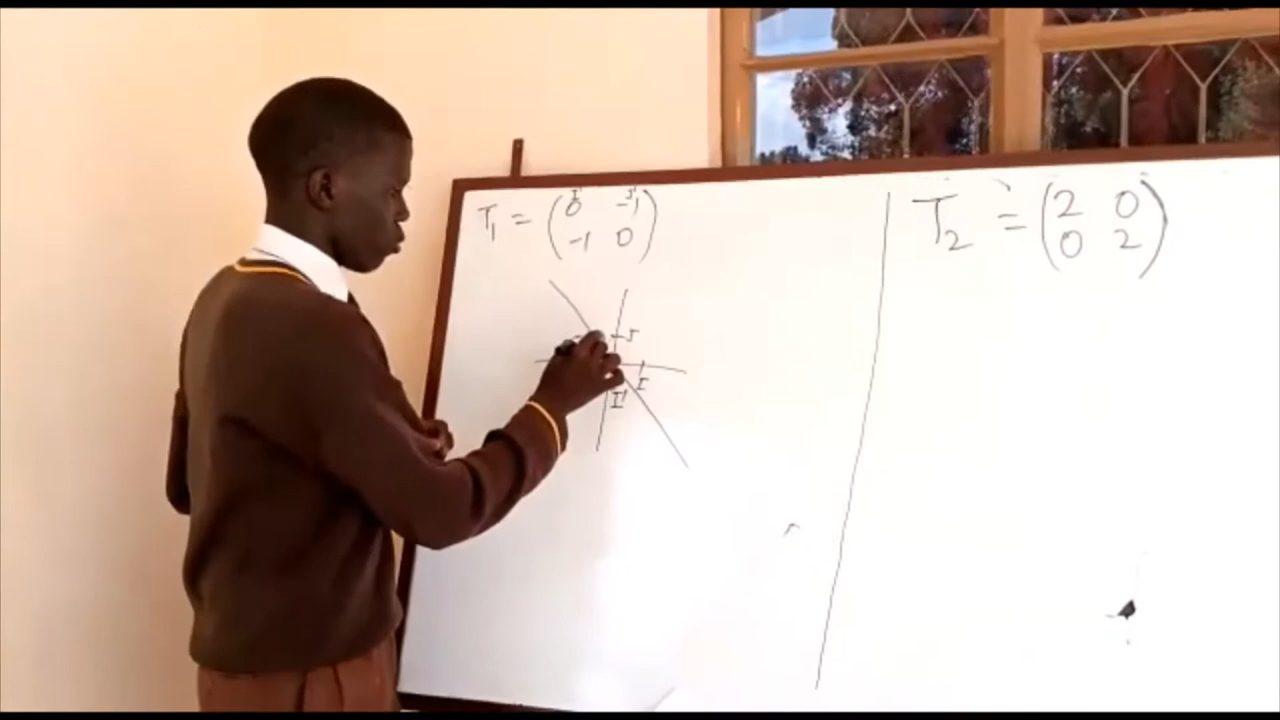 I' J'
T₁ = ( 0 -1
-1 0 )
J
I
I'
T₂ = ( 2 0
0 2 )